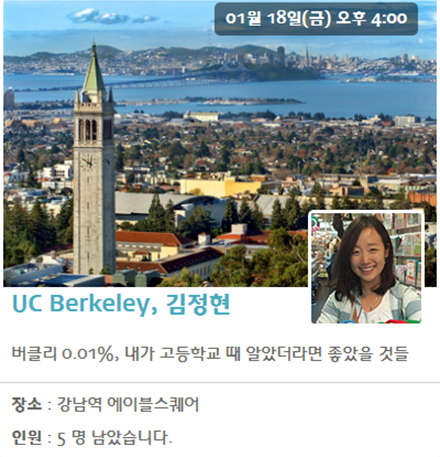 01월 18일(금) 오후 4:00
UC Berkeley, 김정현
버클리 0.01%, 내가 고등학교 때 알았더라면 좋았을 것들
장소 : 강남역 에이블스퀘어
인원 : 5 명 남았습니다.